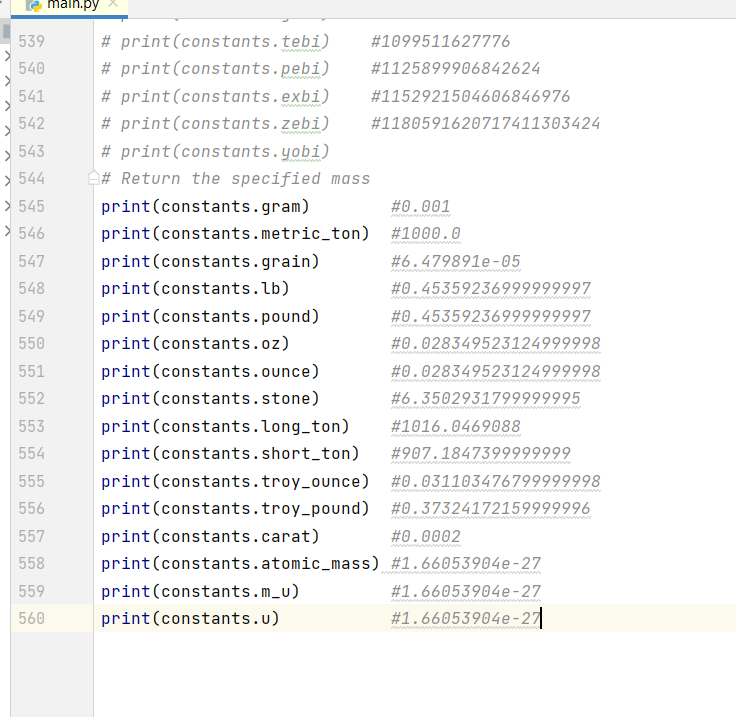 main.py
539 # print(constants.tebi) #1099511627776
540 # print(constants.pebi) #1125899906842624
541 # print(constants.exbi) #1152921504606846976
542 # print(constants.zebi) #1180591620717411303424
543 # print(constants.yobi)
544 # Return the specified mass
545 print(constants.gram) #0.001
546 print(constants.metric_ton) #1000.0
547 print(constants.grain) #6.479891e-05
548 print(constants.lb) #0.45359236999999997
549 print(constants.pound) #0.45359236999999997
550 print(constants.oz) #0.028349523124999998
551 print(constants.ounce) #0.028349523124999998
552 print(constants.stone) #6.3502931799999995
553 print(constants.long_ton) #1016.0469088
554 print(constants.short_ton) #907.1847399999999
555 print(constants.troy_ounce) #0.031103476799999998
556 print(constants.troy_pound) #0.37324172159999996
557 print(constants.carat) #0.0002
558 print(constants.atomic_mass) #1.66053904e-27
559 print(constants.m_u) #1.66053904e-27
560 print(constants.u) #1.66053904e-27